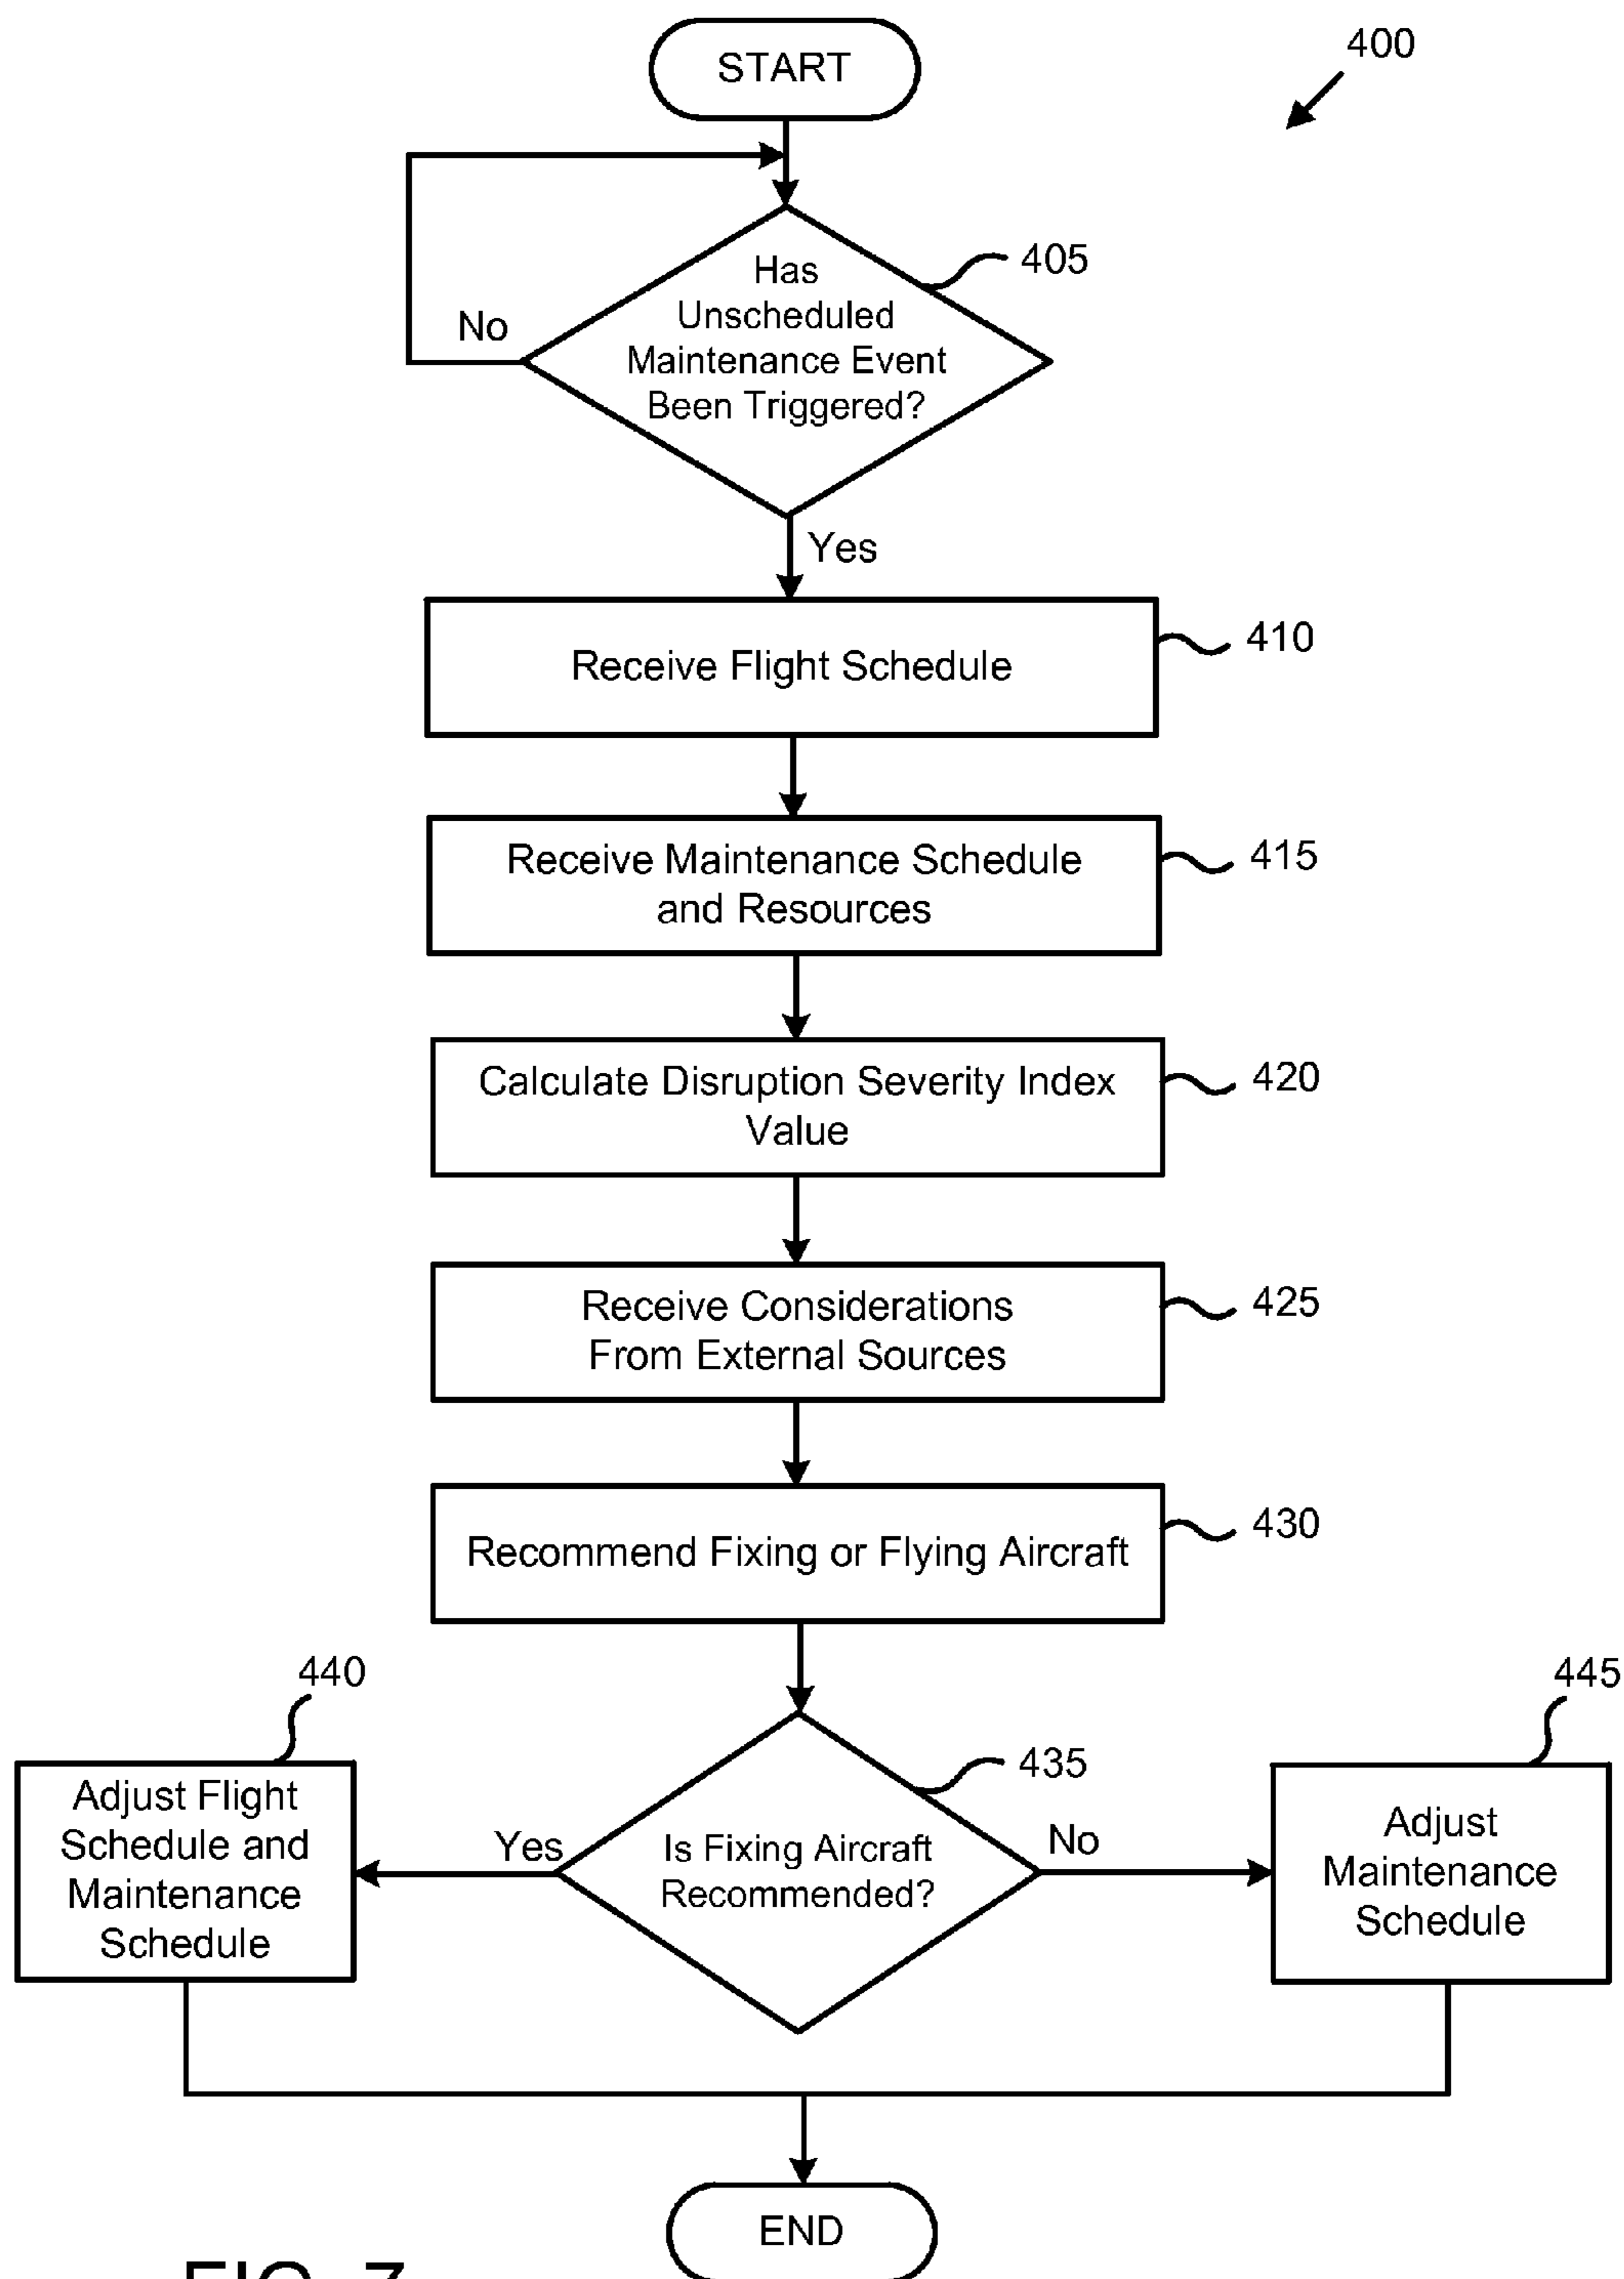 START
400
Has
Unscheduled
Maintenance Event
Been Triggered?
405
No
Yes
Receive Flight Schedule
410
Receive Maintenance Schedule
and Resources
415
Calculate Disruption Severity Index
Value
420
Receive Considerations
From External Sources
425
Recommend Fixing or Flying Aircraft
430
440
445
435
Adjust Flight
Schedule and
Maintenance
Schedule
Yes
Is Fixing Aircraft
Recommended?
No
Adjust
Maintenance
Schedule
END
FIG. 7